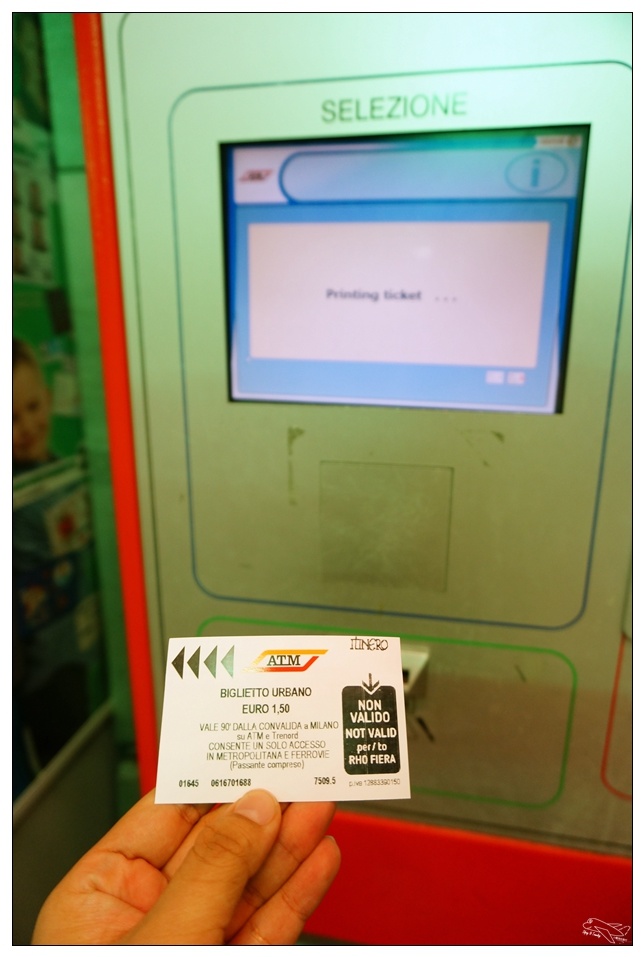 SELEZIONE
i
Printing ticket ...
ITINERO
ATM
BIGLIETTO URBANO
EURO 1,50
VALE 90' DALLA CONVALIDA a MILANO
su ATM e Trenord
CONSENTE UN SOLO ACCESSO
IN METROPOLITANA E FERROVIE
(Passante compreso)
01645 0616701688 7509.5
NON
VALIDO
NOT VALID
per / to
RHO FIERA
p.iva 12883390150